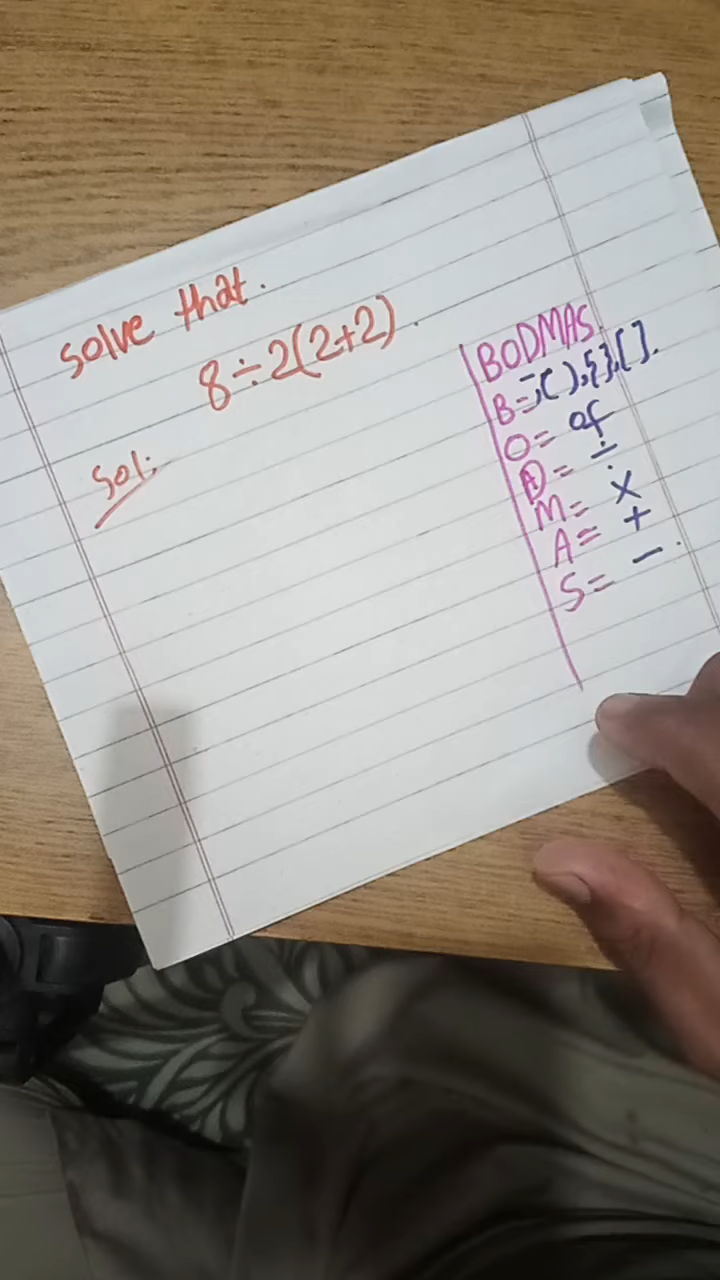 solve that.
8÷2(2+2).
Sol:
BODMAS
B=-,( ),{},[].
O= of
D= ÷
M= ×
A= +
S= -.